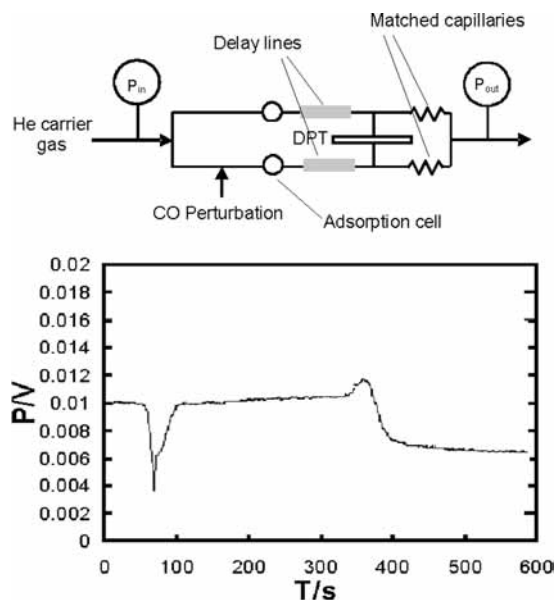 Matched capillaries
Delay lines
Pin
Pout
He carrier
gas
DPT
CO Perturbation
Adsorption cell
0.02
0.018
0.016
0.014
0.012
0.01
0.008
0.006
0.004
0.002
0
P/V
0 100 200 300 400 500 600
T/s